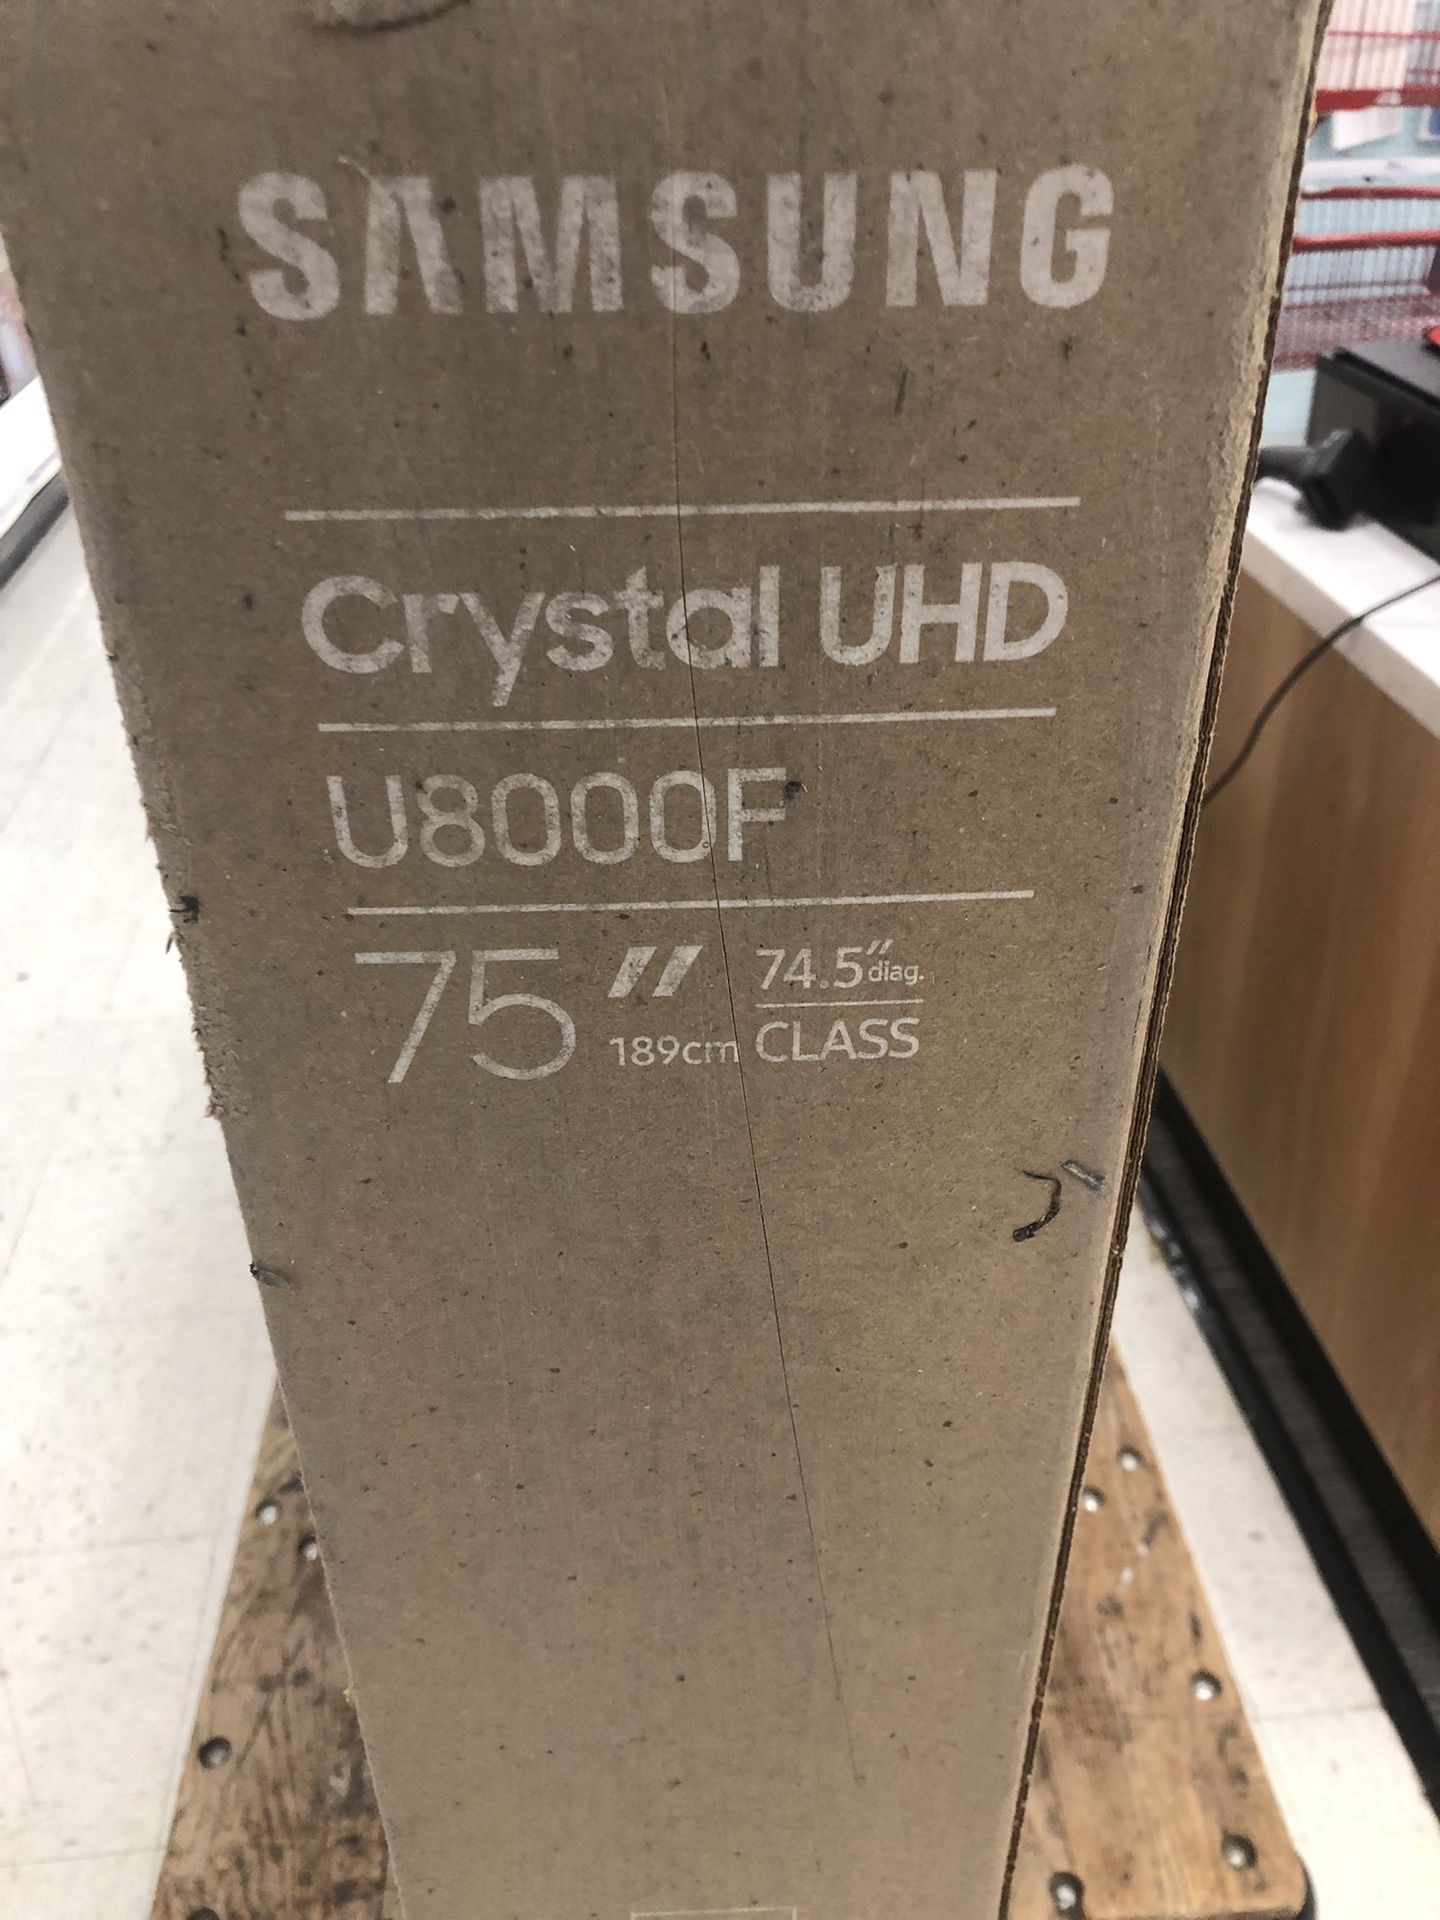 SAMSUNG
Crystal UHD
U8000F
75" 74.5" diag.
189cm CLASS